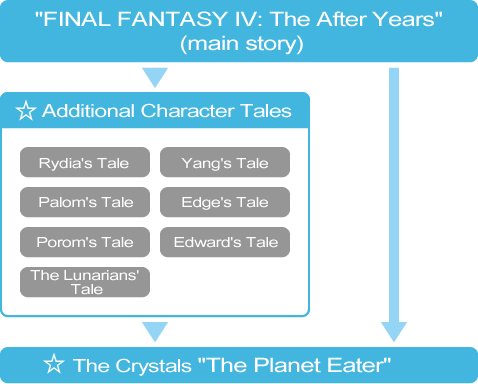 "FINAL FANTASY IV: The After Years"
(main story)
☆ Additional Character Tales
Rydia's Tale
Yang's Tale
Palom's Tale
Edge's Tale
Porom's Tale
Edward's Tale
The Lunarians'
Tale
☆ The Crystals "The Planet Eater"